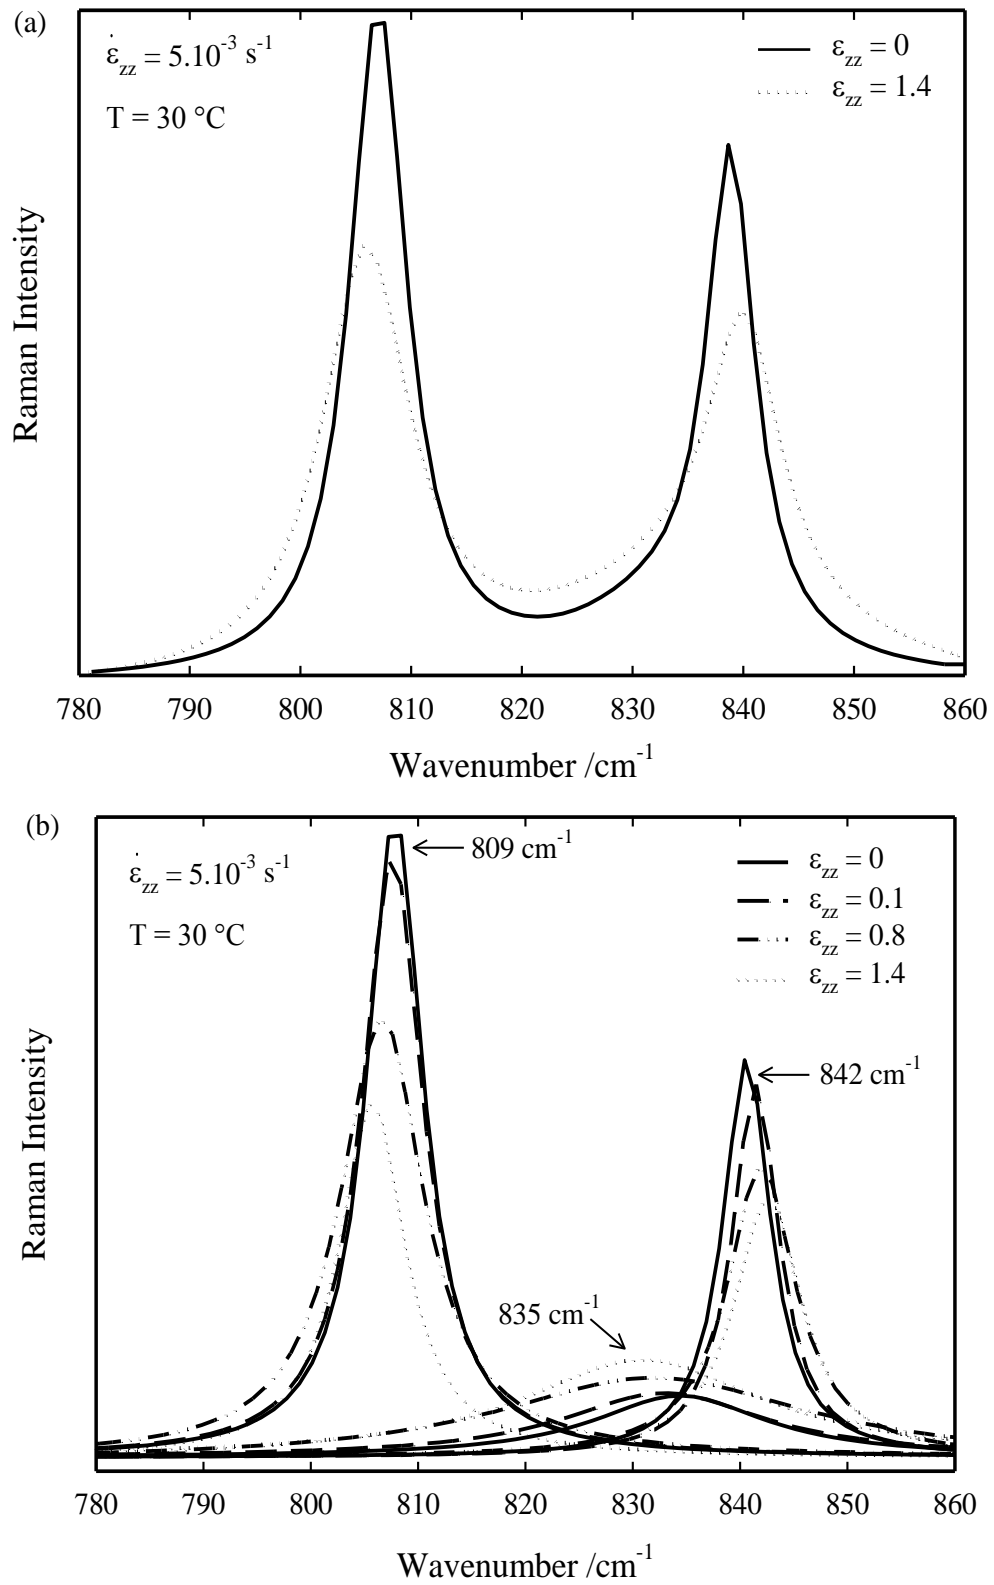 (a)
ε̇zz = 5.10⁻³ s⁻¹
T = 30 °C
εzz = 0
εzz = 1.4
Raman Intensity
780 790 800 810 820 830 840 850 860
Wavenumber /cm⁻¹
(b)
ε̇zz = 5.10⁻³ s⁻¹
T = 30 °C
809 cm⁻¹
εzz = 0
εzz = 0.1
εzz = 0.8
εzz = 1.4
842 cm⁻¹
835 cm⁻¹
Raman Intensity
780 790 800 810 820 830 840 850 860
Wavenumber /cm⁻¹